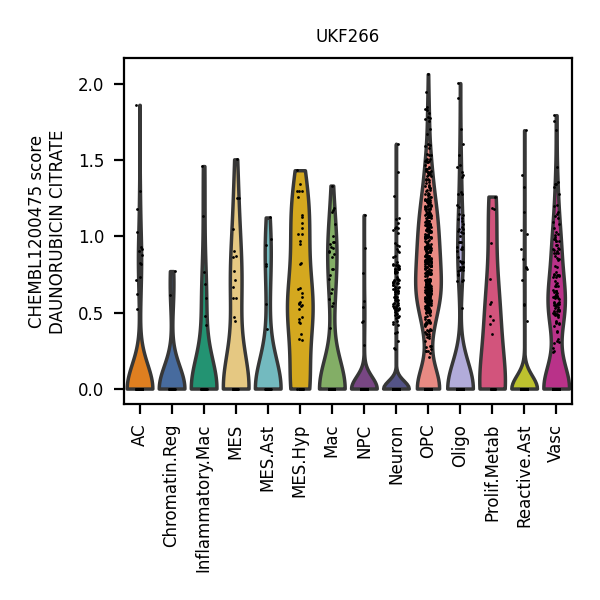 UKF266
CHEMBL1200475 score
DAUNORUBICIN CITRATE
2.0
1.5
1.0
0.5
0.0
AC
Chromatin.Reg
Inflammatory.Mac
MES
MES.Ast
MES.Hyp
Mac
NPC
Neuron
OPC
Oligo
Prolif.Metab
Reactive.Ast
Vasc